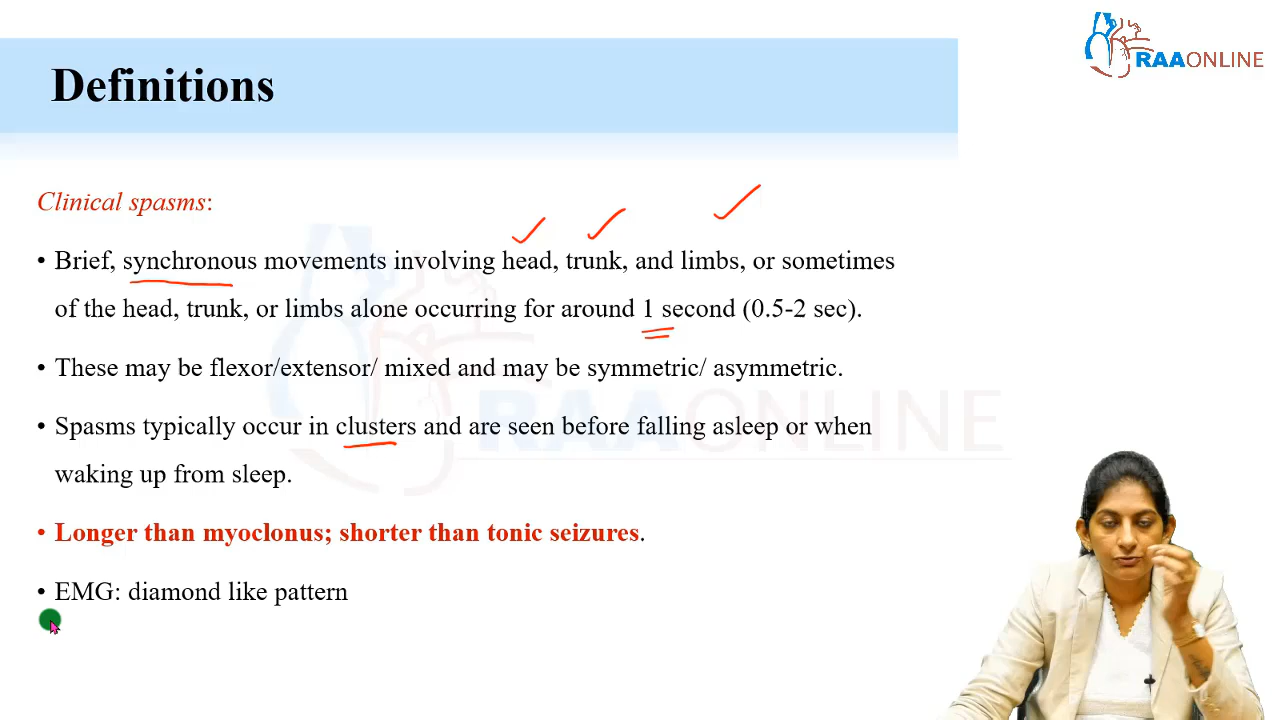 RAAONLINE
Definitions
Clinical spasms:
• Brief, synchronous movements involving head, trunk, and limbs, or sometimes
of the head, trunk, or limbs alone occurring for around 1 second (0.5-2 sec).
• These may be flexor/extensor/ mixed and may be symmetric/ asymmetric.
RAAONLINE
• Spasms typically occur in clusters and are seen before falling asleep or when
waking up from sleep.
• Longer than myoclonus; shorter than tonic seizures.
• EMG: diamond like pattern